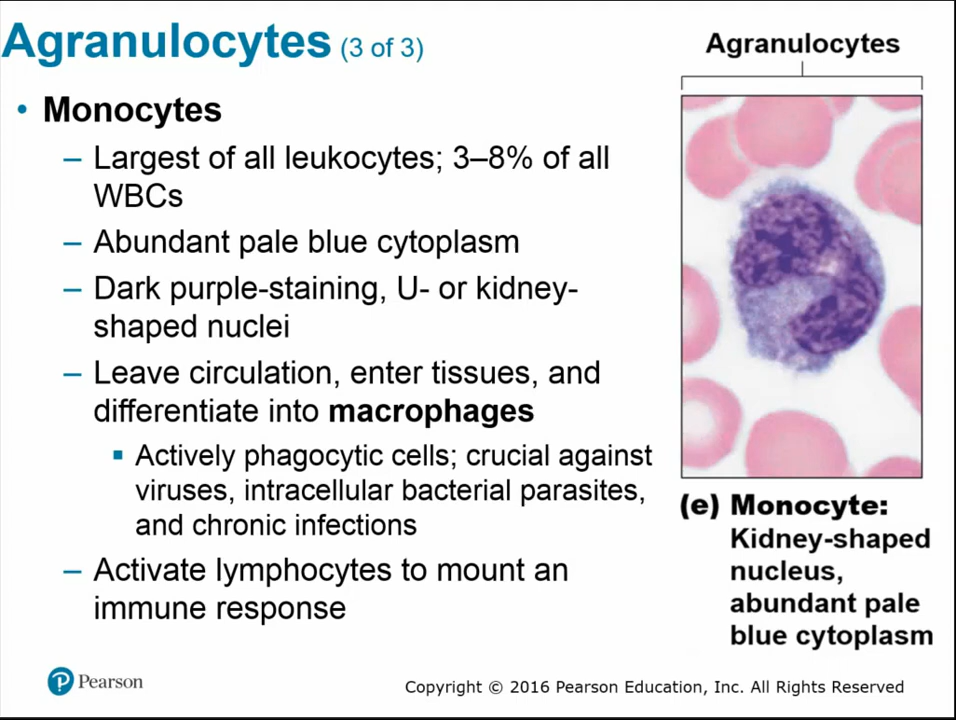 Agranulocytes (3 of 3)
• Monocytes
– Largest of all leukocytes; 3–8% of all
WBCs
– Abundant pale blue cytoplasm
– Dark purple-staining, U- or kidney-
shaped nuclei
– Leave circulation, enter tissues, and
differentiate into macrophages
▪ Actively phagocytic cells; crucial against
viruses, intracellular bacterial parasites,
and chronic infections
– Activate lymphocytes to mount an
immune response
Agranulocytes
(e) Monocyte:
Kidney-shaped
nucleus,
abundant pale
blue cytoplasm
P Pearson
Copyright © 2016 Pearson Education, Inc. All Rights Reserved